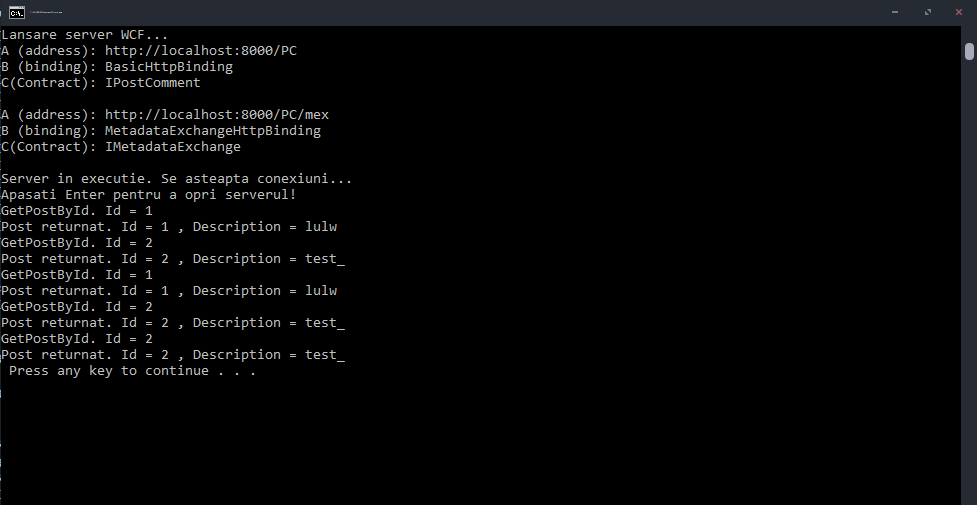 Lansare server WCF...
A (address): http://localhost:8000/PC
B (binding): BasicHttpBinding
C(Contract): IPostComment
A (address): http://localhost:8000/PC/mex
B (binding): MetadataExchangeHttpBinding
C(Contract): IMetadataExchange
Server in executie. Se asteapta conexiuni...
Apasati Enter pentru a opri serverul!
GetPostById. Id = 1
Post returnat. Id = 1 , Description = lulw
GetPostById. Id = 2
Post returnat. Id = 2 , Description = test_
GetPostById. Id = 1
Post returnat. Id = 1 , Description = lulw
GetPostById. Id = 2
Post returnat. Id = 2 , Description = test_
GetPostById. Id = 2
Post returnat. Id = 2 , Description = test_
Press any key to continue . . .